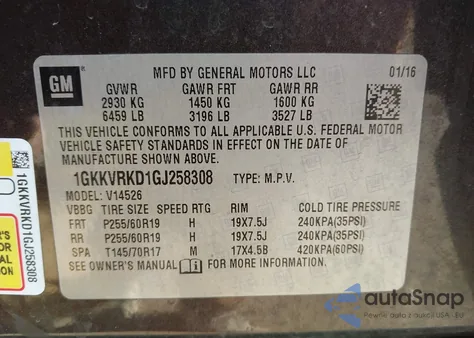 GM
MFD BY GENERAL MOTORS LLC 01/16
GVWR GAWR FRT GAWR RR
2930 KG 1450 KG 1600 KG
6459 LB 3196 LB 3527 LB
THIS VEHICLE CONFORMS TO ALL APPLICABLE U.S. FEDERAL MOTOR
VEHICLE SAFETY STANDARDS IN EFFECT ON THE DATE OF
MANUFACTURE SHOWN ABOVE.
1GKKVRKD1GJ258308 TYPE: M.P.V.
MODEL: V14526
VBBG TIRE SIZE SPEED RTG RIM COLD TIRE PRESSURE
FRT P255/60R19 H 19X7.5J 240KPA(35PSI)
RR P255/60R19 H 19X7.5J 240KPA(35PSI)
SPA T145/70R17 M 17X4.5B 420KPA(60PSI)
SEE OWNER'S MANUAL FOR MORE INFORMATION
1GKKVRKD1GJ258308
autoSnap